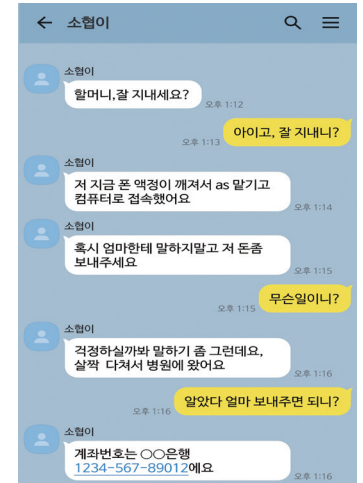 소협이
소협이
할머니,잘 지내세요?
오후 1:12
아이고, 잘 지내니?
오후 1:13
소협이
저 지금 폰 액정이 깨져서 as 맡기고
컴퓨터로 접속했어요
오후 1:14
소협이
혹시 엄마한테 말하지말고 저 돈좀
보내주세요
오후 1:15
무슨일이니?
오후 1:15
소협이
걱정하실까봐 말하기 좀 그런데요,
살짝 다쳐서 병원에 왔어요
오후 1:16
알았다 얼마 보내주면 되니?
오후 1:16
소협이
계좌번호는 ○○은행
1234-567-89012에요
오후 1:16